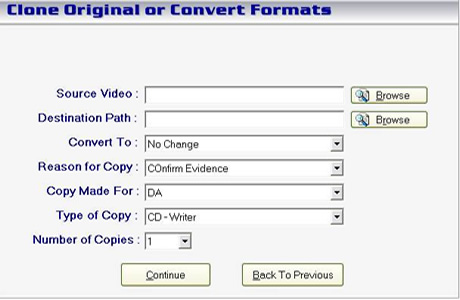 Clone Original or Convert Formats
Source Video : Browse
Destination Path : Browse
Convert To : No Change
Reason for Copy : COnfirm Evidence
Copy Made For : DA
Type of Copy : CD-Writer
Number of Copies : 1
Continue Back To Previous